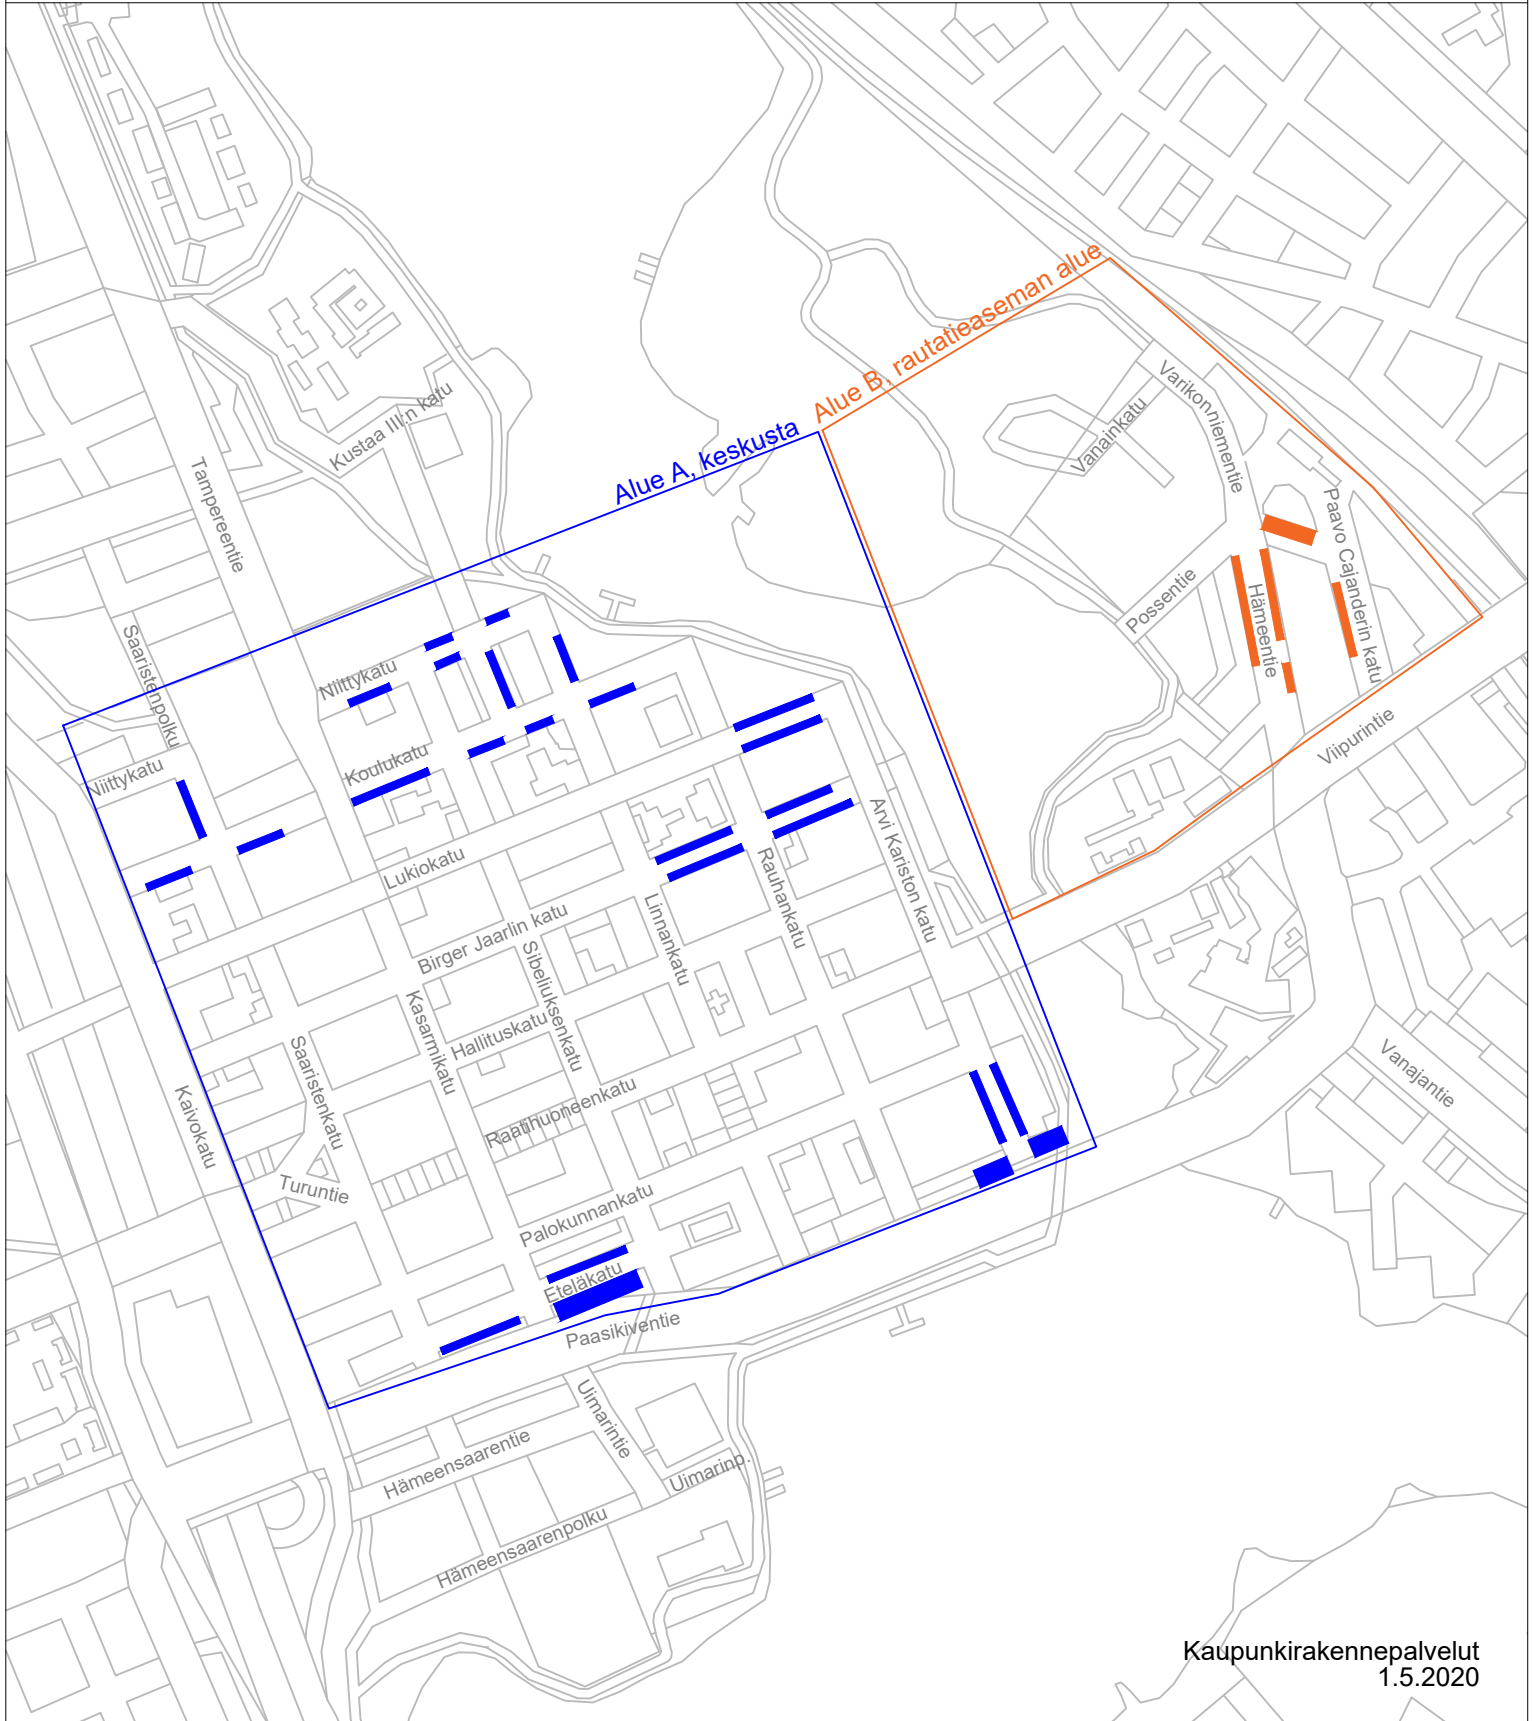 Alue B, rautatieaseman alue
Alue A, keskusta
Varikonniementie
Vanainkatu
Kustaa III:n katu
Tampereentie
Paavo Cajanderin katu
Possentie
Hämeentie
Saaristenpolku
Niittykatu
Viipurintie
Koulukatu
Niittykatu
Arvi Kariston katu
Lukiokatu
Rauhankatu
Linnankatu
Birger Jaarlin katu
Sibeliuksenkatu
Kasarmikatu
Hallituskatu
Saaristenkatu
Vanajantie
Kaivokatu
Raatihuoneenkatu
Turuntie
Palokunnankatu
Eteläkatu
Paasikiventie
Uimarintie
Hämeensaarentie
Uimarinp.
Hämeensaarenpolku
Kaupunkirakennepalvelut
1.5.2020